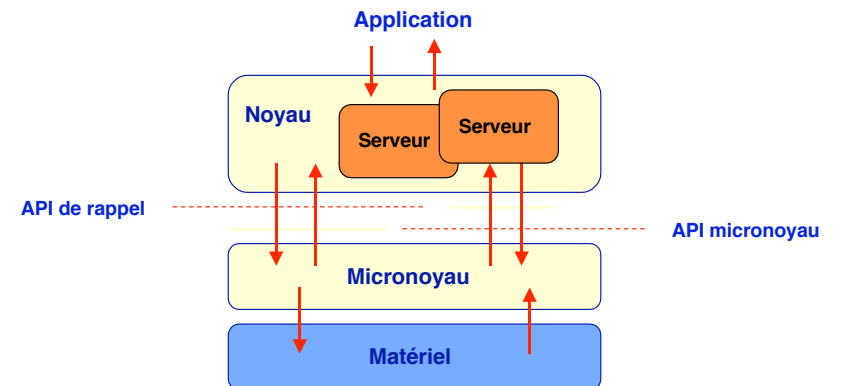 Application
Noyau
Serveur
Serveur
API de rappel
API micronoyau
Micronoyau
Matériel